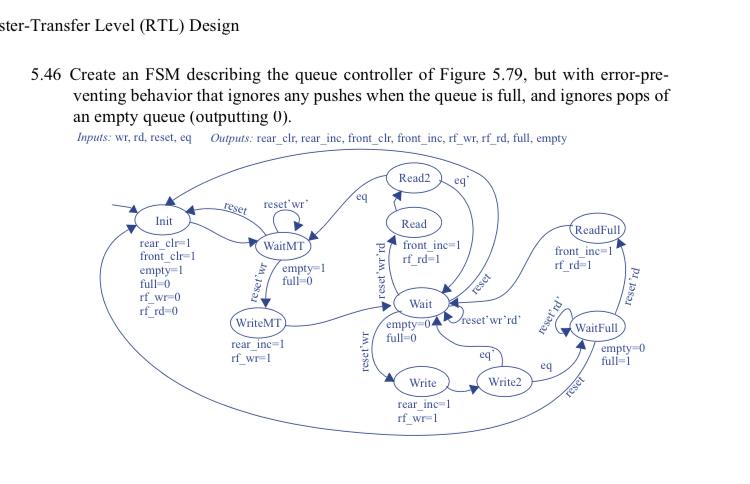 ster-Transfer Level (RTL) Design
5.46 Create an FSM describing the queue controller of Figure 5.79, but with error-pre-
venting behavior that ignores any pushes when the queue is full, and ignores pops of
an empty queue (outputting 0).
Inputs: wr, rd, reset, eq Outputs: rear_clr, rear_inc, front_clr, front_inc, rf_wr, rf_rd, full, empty
Read2
eq'
eq
reset
reset'wr'
Init
Read
ReadFull
WaitMT
rear_clr=1
front_clr=1
empty=1
full=0
rf_wr=0
rf_rd=0
front_inc=1
rf_rd=1
front_inc=1
rf_rd=1
empty=1
full=0
reset'wr
reset'wr'rd
reset
reset'rd
Wait
WriteMT
reset'wr'rd'
empty=0
full=0
reset'rd'
WaitFull
rear_inc=1
rf_wr=1
reset'wr
eq'
empty=0
full=1
eq
Write
Write2
reset
rear_inc=1
rf_wr=1